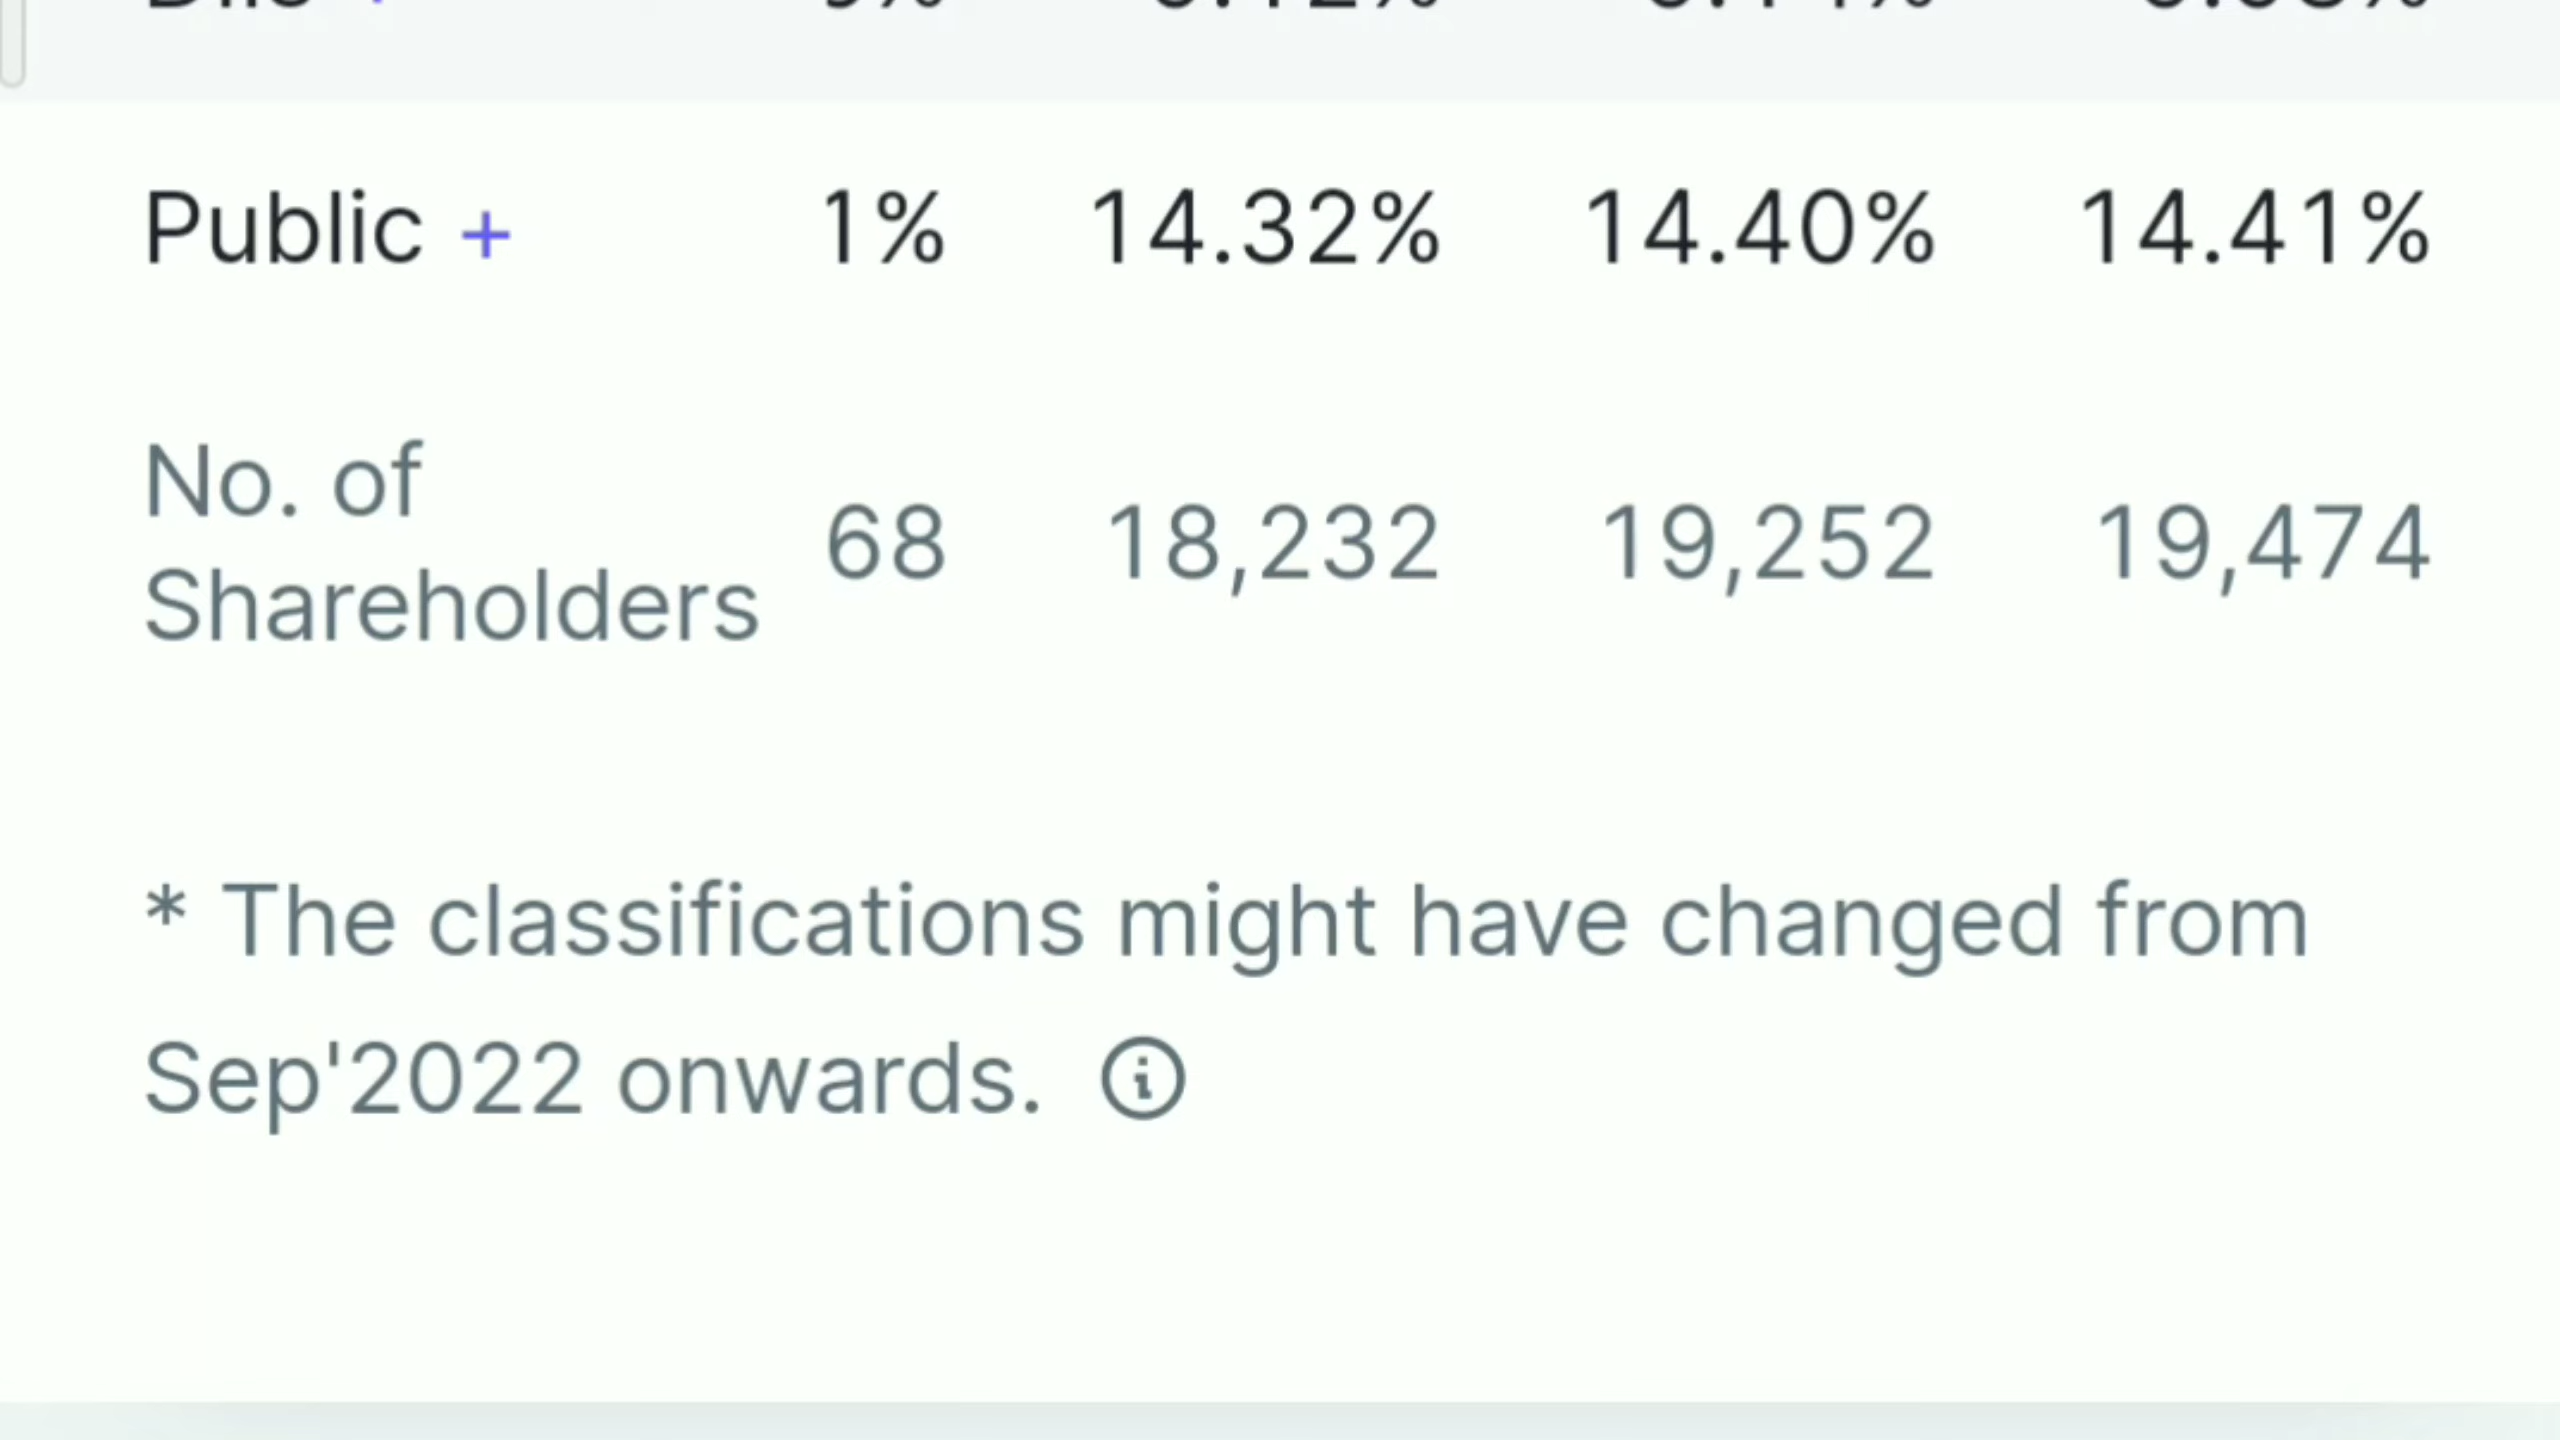 Public + 1% 14.32% 14.40% 14.41%
No. of
Shareholders 68 18,232 19,252 19,474
* The classifications might have changed from
Sep'2022 onwards.